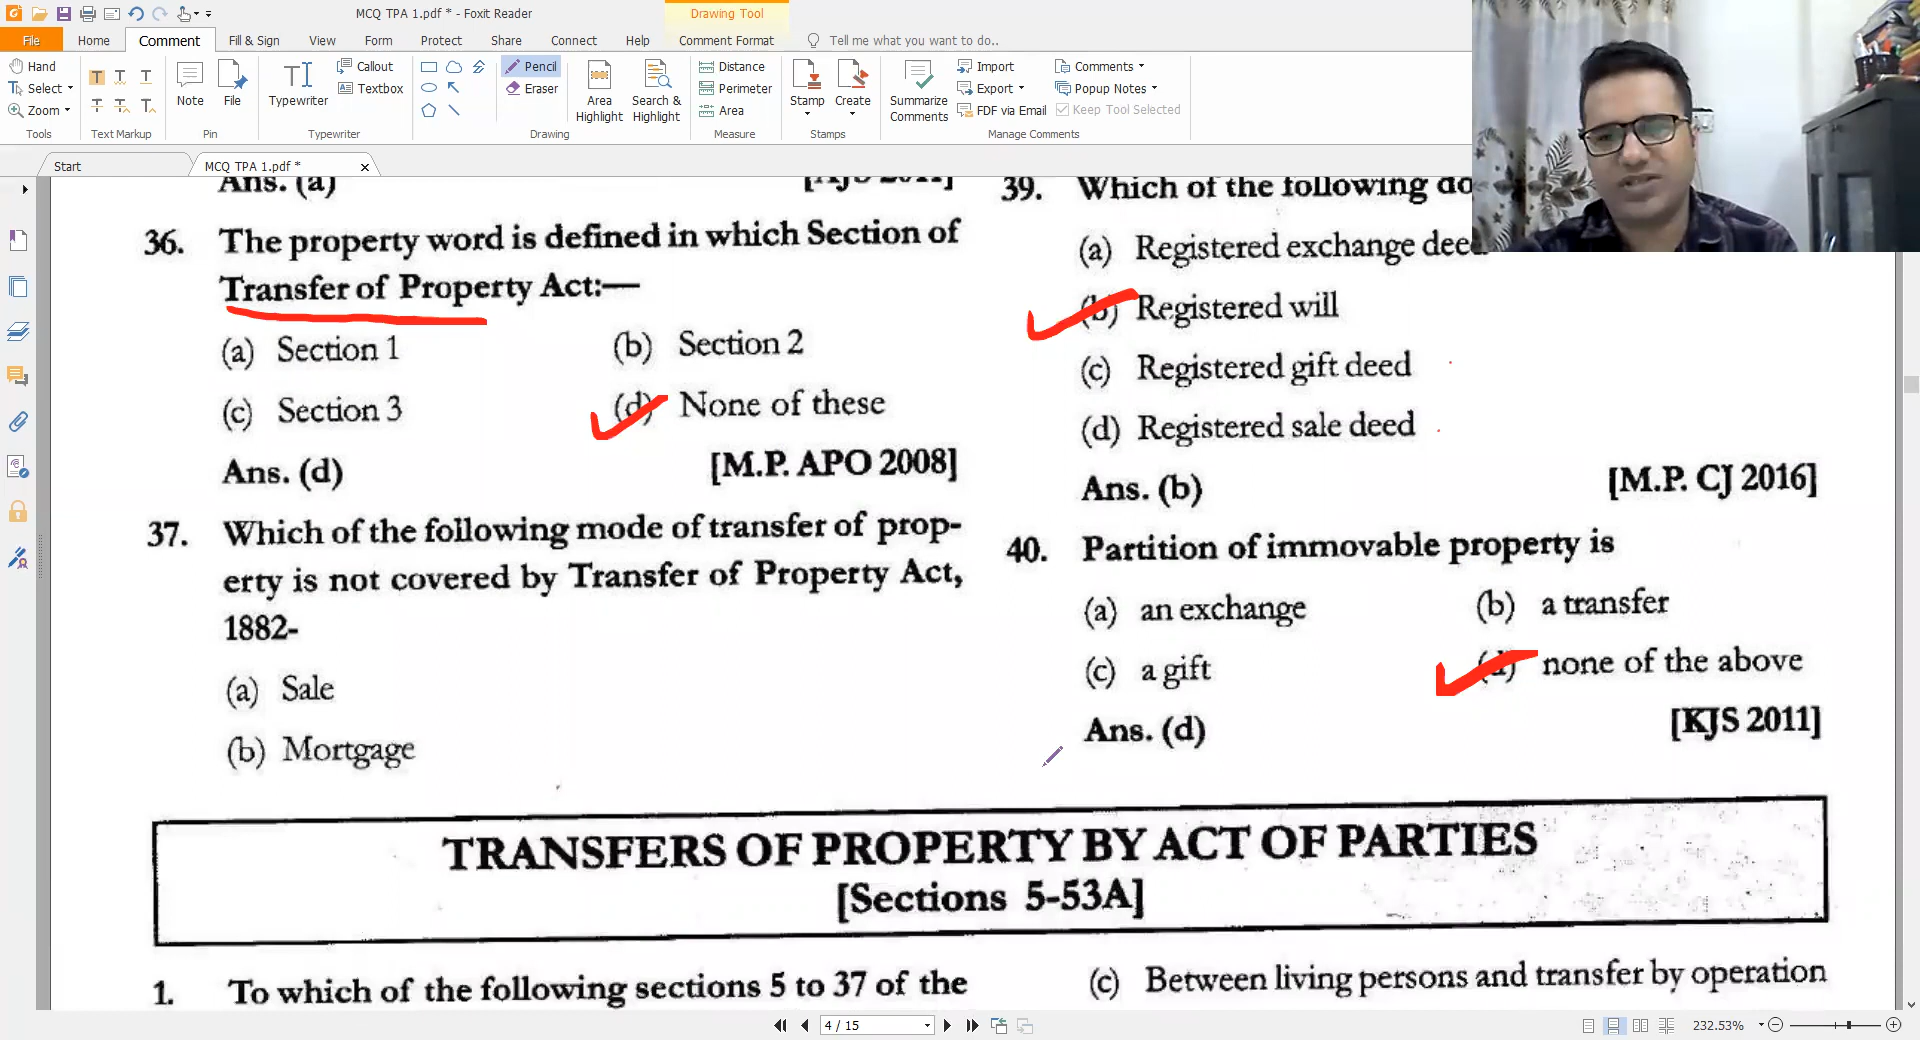 MCQ TPA 1.pdf * - Foxit Reader
Drawing Tool
File
Home
Comment
Fill & Sign
View
Form
Protect
Share
Connect
Help
Comment Format
Tell me what you want to do..
Hand
Select
Zoom
Tools
Text Markup
Note
File
Pin
Typewriter
Callout
Textbox
Typewriter
Pencil
Eraser
Area
Highlight
Search &
Highlight
Drawing
Distance
Perimeter
Area
Measure
Stamp
Create
Stamps
Summarize
Comments
Import
Export
FDF via Email
Comments
Popup Notes
Keep Tool Selected
Manage Comments
Start
MCQ TPA 1.pdf *
Ans. (a)
36. The property word is defined in which Section of
Transfer of Property Act:—
(a) Section 1 (b) Section 2
(c) Section 3 (d) None of these
Ans. (d) [M.P. APO 2008]
37. Which of the following mode of transfer of prop-
erty is not covered by Transfer of Property Act,
1882-
(a) Sale
(b) Mortgage
39. Which of the following do
(a) Registered exchange deed
(b) Registered will
(c) Registered gift deed
(d) Registered sale deed
Ans. (b) [M.P. CJ 2016]
40. Partition of immovable property is
(a) an exchange (b) a transfer
(c) a gift (d) none of the above
Ans. (d) [KJS 2011]
TRANSFERS OF PROPERTY BY ACT OF PARTIES
[Sections 5-53A]
1. To which of the following sections 5 to 37 of the
(c) Between living persons and transfer by operation
4 / 15
232.53%